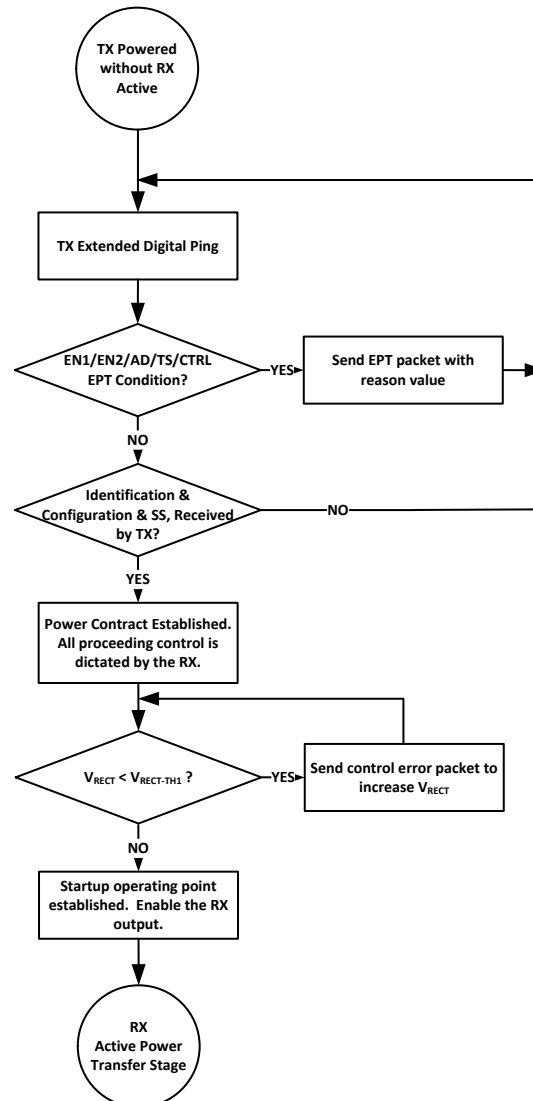 TX Powered
without RX
Active
TX Extended Digital Ping
EN1/EN2/AD/TS/CTRL
EPT Condition?
YES
Send EPT packet with
reason value
NO
Identification &
Configuration & SS, Received
by TX?
NO
YES
Power Contract Established.
All proceeding control is
dictated by the RX.
VRECT < VRECT-TH1 ?
YES
Send control error packet to
increase VRECT
NO
Startup operating point
established. Enable the RX
output.
RX
Active Power
Transfer Stage